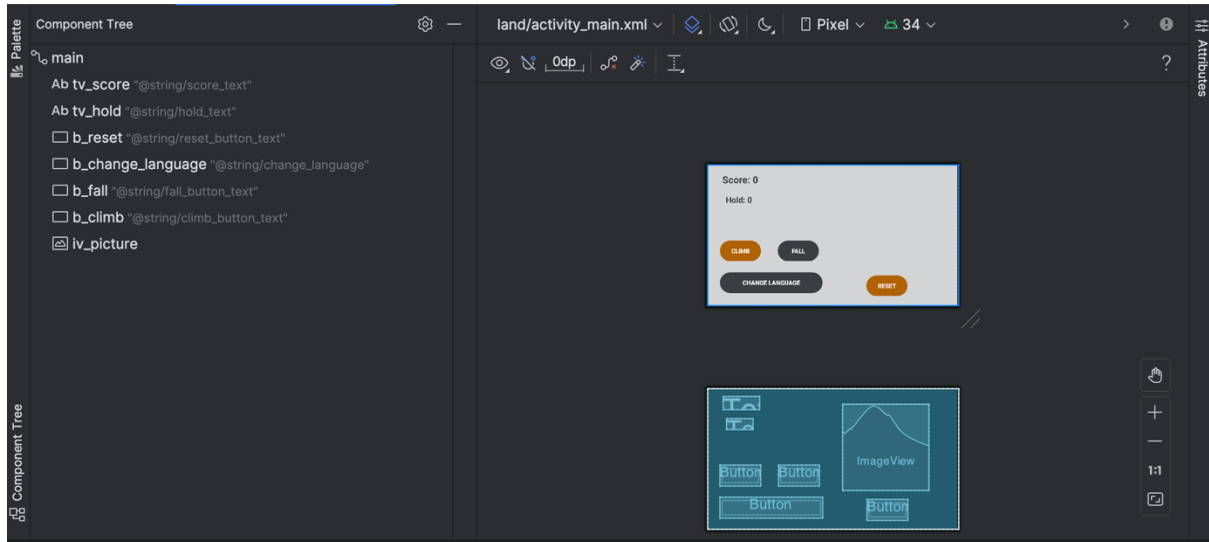 Palette
Component Tree
main
Ab tv_score "@string/score_text"
Ab tv_hold "@string/hold_text"
b_reset "@string/reset_button_text"
b_change_language "@string/change_language"
b_fall "@string/fall_button_text"
b_climb "@string/climb_button_text"
iv_picture
Component Tree
land/activity_main.xml
Pixel
34
0dp
?
Attributes
Score: 0
Hold: 0
CLIMB FALL
CHANGE LANGUAGE RESET
ImageView
Button Button
Button Button
1:1